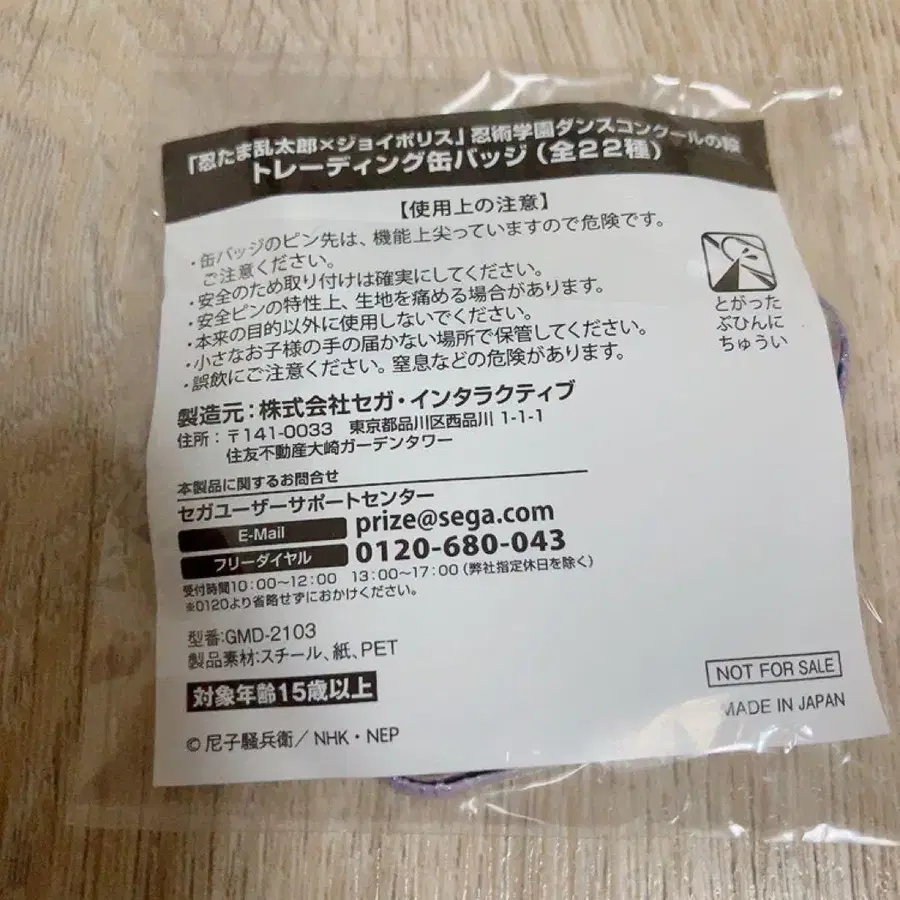 「忍たま乱太郎×ジョイポリス」忍術学園ダンスコンクールの段
トレーディング缶バッジ(全22種)
【使用上の注意】
・缶バッジのピン先は、機能上尖っていますので危険です。
ご注意ください。
・安全のため取り付けは確実にしてください。
・安全ピンの特性上、生地を痛める場合があります。
・本来の目的以外に使用しないでください。
・小さなお子様の手の届かない場所で保管してください。
・誤飲にご注意ください。窒息などの危険があります。
とがった
ぶひんに
ちゅうい
製造元:株式会社セガ・インタラクティブ
住所:〒141-0033 東京都品川区西品川 1-1-1
住友不動産大崎ガーデンタワー
本製品に関するお問合せ
セガユーザーサポートセンター
E-Mail prize@sega.com
フリーダイヤル 0120-680-043
受付時間10:00~12:00 13:00~17:00(弊社指定休日を除く)
※0120より省略せずにおかけください。
型番:GMD-2103
製品素材:スチール、紙、PET
対象年齢15歳以上
© 尼子騒兵衛/ NHK・NEP
NOT FOR SALE
MADE IN JAPAN